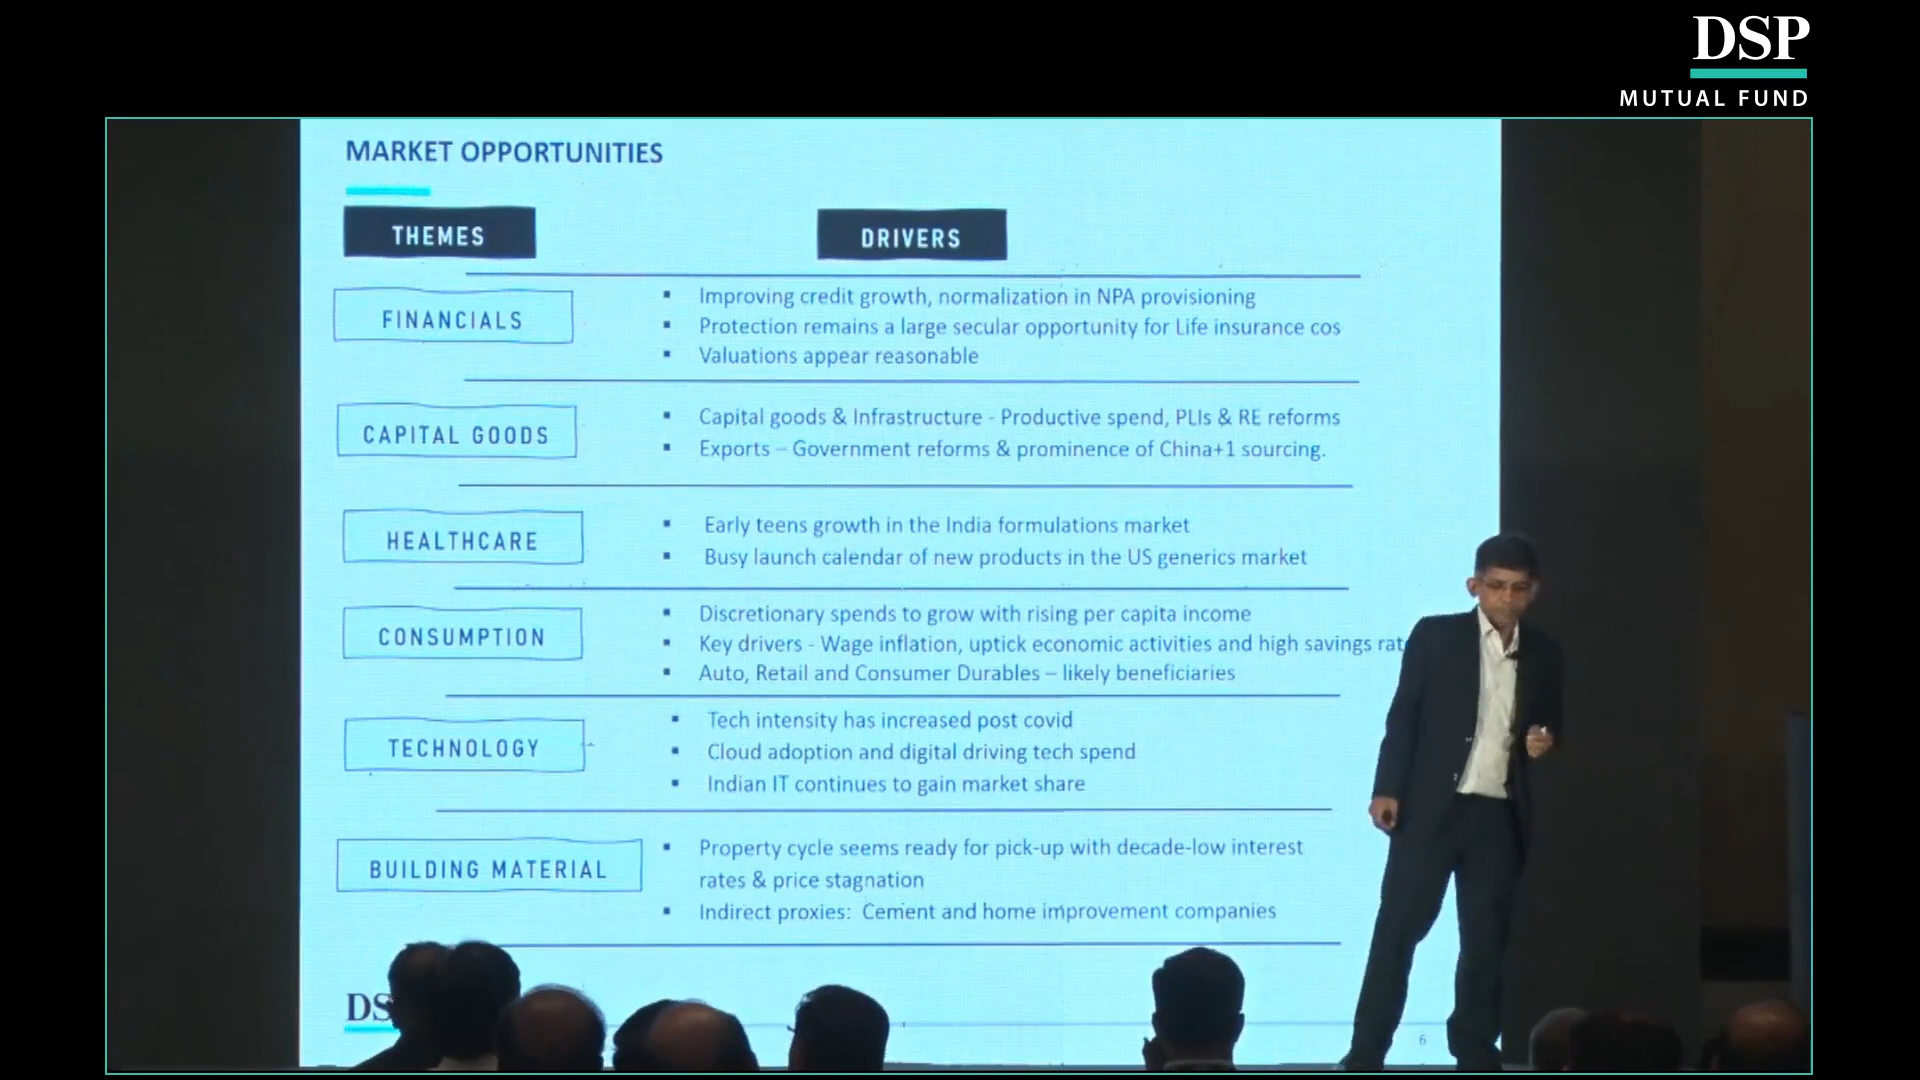 DSP
MUTUAL FUND
MARKET OPPORTUNITIES
THEMES
DRIVERS
FINANCIALS
▪ Improving credit growth, normalization in NPA provisioning
▪ Protection remains a large secular opportunity for Life insurance cos
▪ Valuations appear reasonable
CAPITAL GOODS
▪ Capital goods & Infrastructure - Productive spend, PLIs & RE reforms
▪ Exports – Government reforms & prominence of China+1 sourcing.
HEALTHCARE
▪ Early teens growth in the India formulations market
▪ Busy launch calendar of new products in the US generics market
CONSUMPTION
▪ Discretionary spends to grow with rising per capita income
▪ Key drivers - Wage inflation, uptick economic activities and high savings rat
▪ Auto, Retail and Consumer Durables – likely beneficiaries
TECHNOLOGY
▪ Tech intensity has increased post covid
▪ Cloud adoption and digital driving tech spend
▪ Indian IT continues to gain market share
BUILDING MATERIAL
▪ Property cycle seems ready for pick-up with decade-low interest
rates & price stagnation
▪ Indirect proxies: Cement and home improvement companies
DS
6